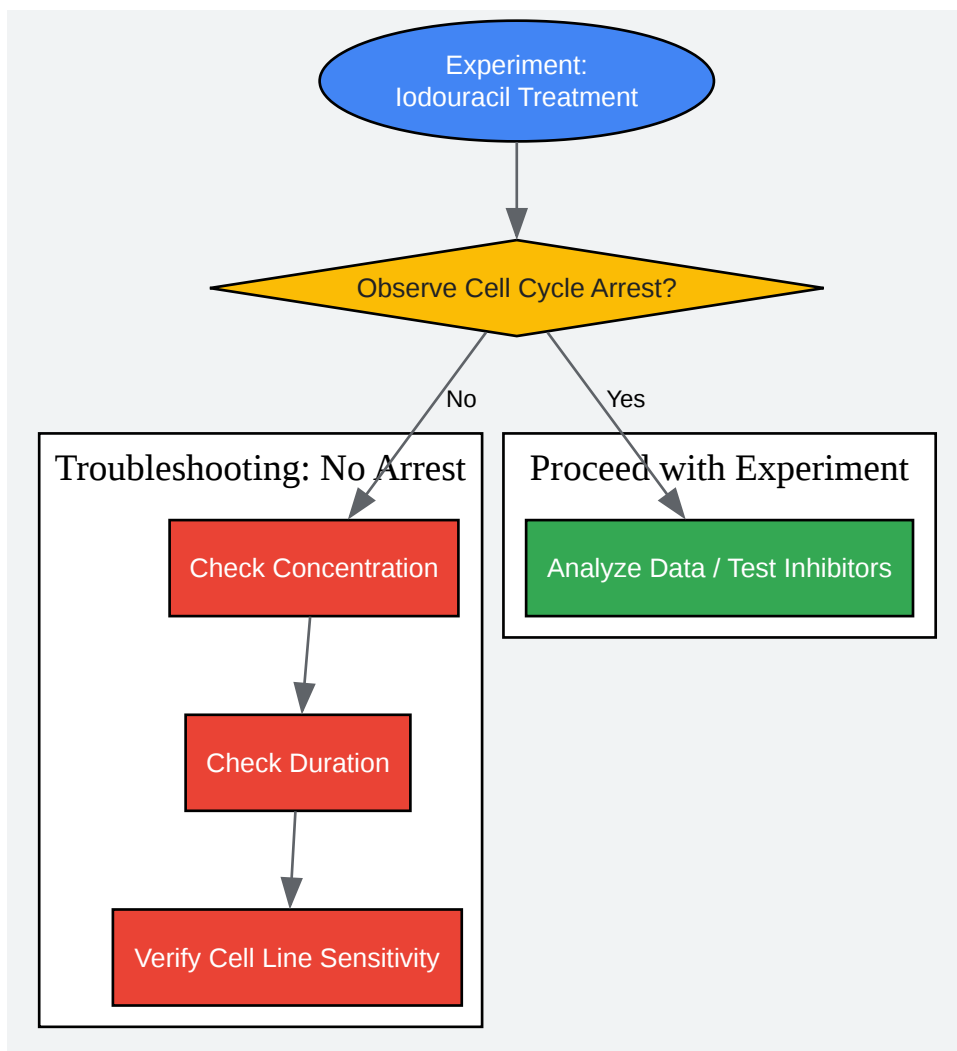 Experiment:
Iodouracil Treatment
Observe Cell Cycle Arrest?
No
Yes
Troubleshooting: No Arrest
Proceed with Experiment
Check Concentration
Analyze Data / Test Inhibitors
Check Duration
Verify Cell Line Sensitivity